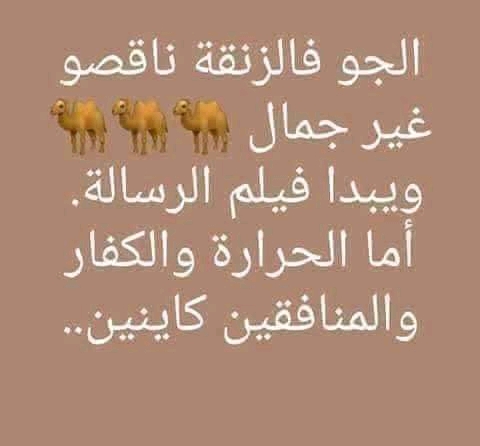 الجو فالزنقة ناقصو
غير جمال 🐫🐫🐫
ويبدا فيلم الرسالة.
أما الحرارة والكفار
والمنافقين كاينين..